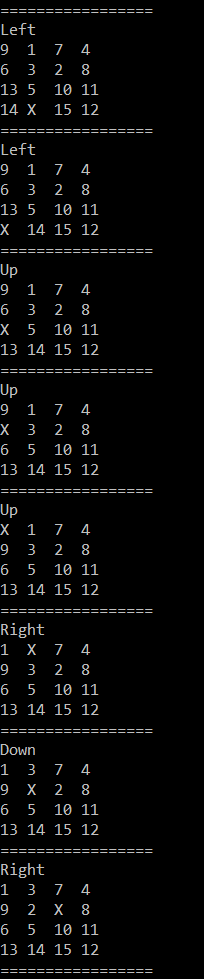 =================
Left
9  1  7  4
6  3  2  8
13 5  10 11
14 X  15 12
=================
Left
9  1  7  4
6  3  2  8
13 5  10 11
X  14 15 12
=================
Up
9  1  7  4
6  3  2  8
X  5  10 11
13 14 15 12
=================
Up
9  1  7  4
X  3  2  8
6  5  10 11
13 14 15 12
=================
Up
X  1  7  4
9  3  2  8
6  5  10 11
13 14 15 12
=================
Right
1  X  7  4
9  3  2  8
6  5  10 11
13 14 15 12
=================
Down
1  3  7  4
9  X  2  8
6  5  10 11
13 14 15 12
=================
Right
1  3  7  4
9  2  X  8
6  5  10 11
13 14 15 12
=================